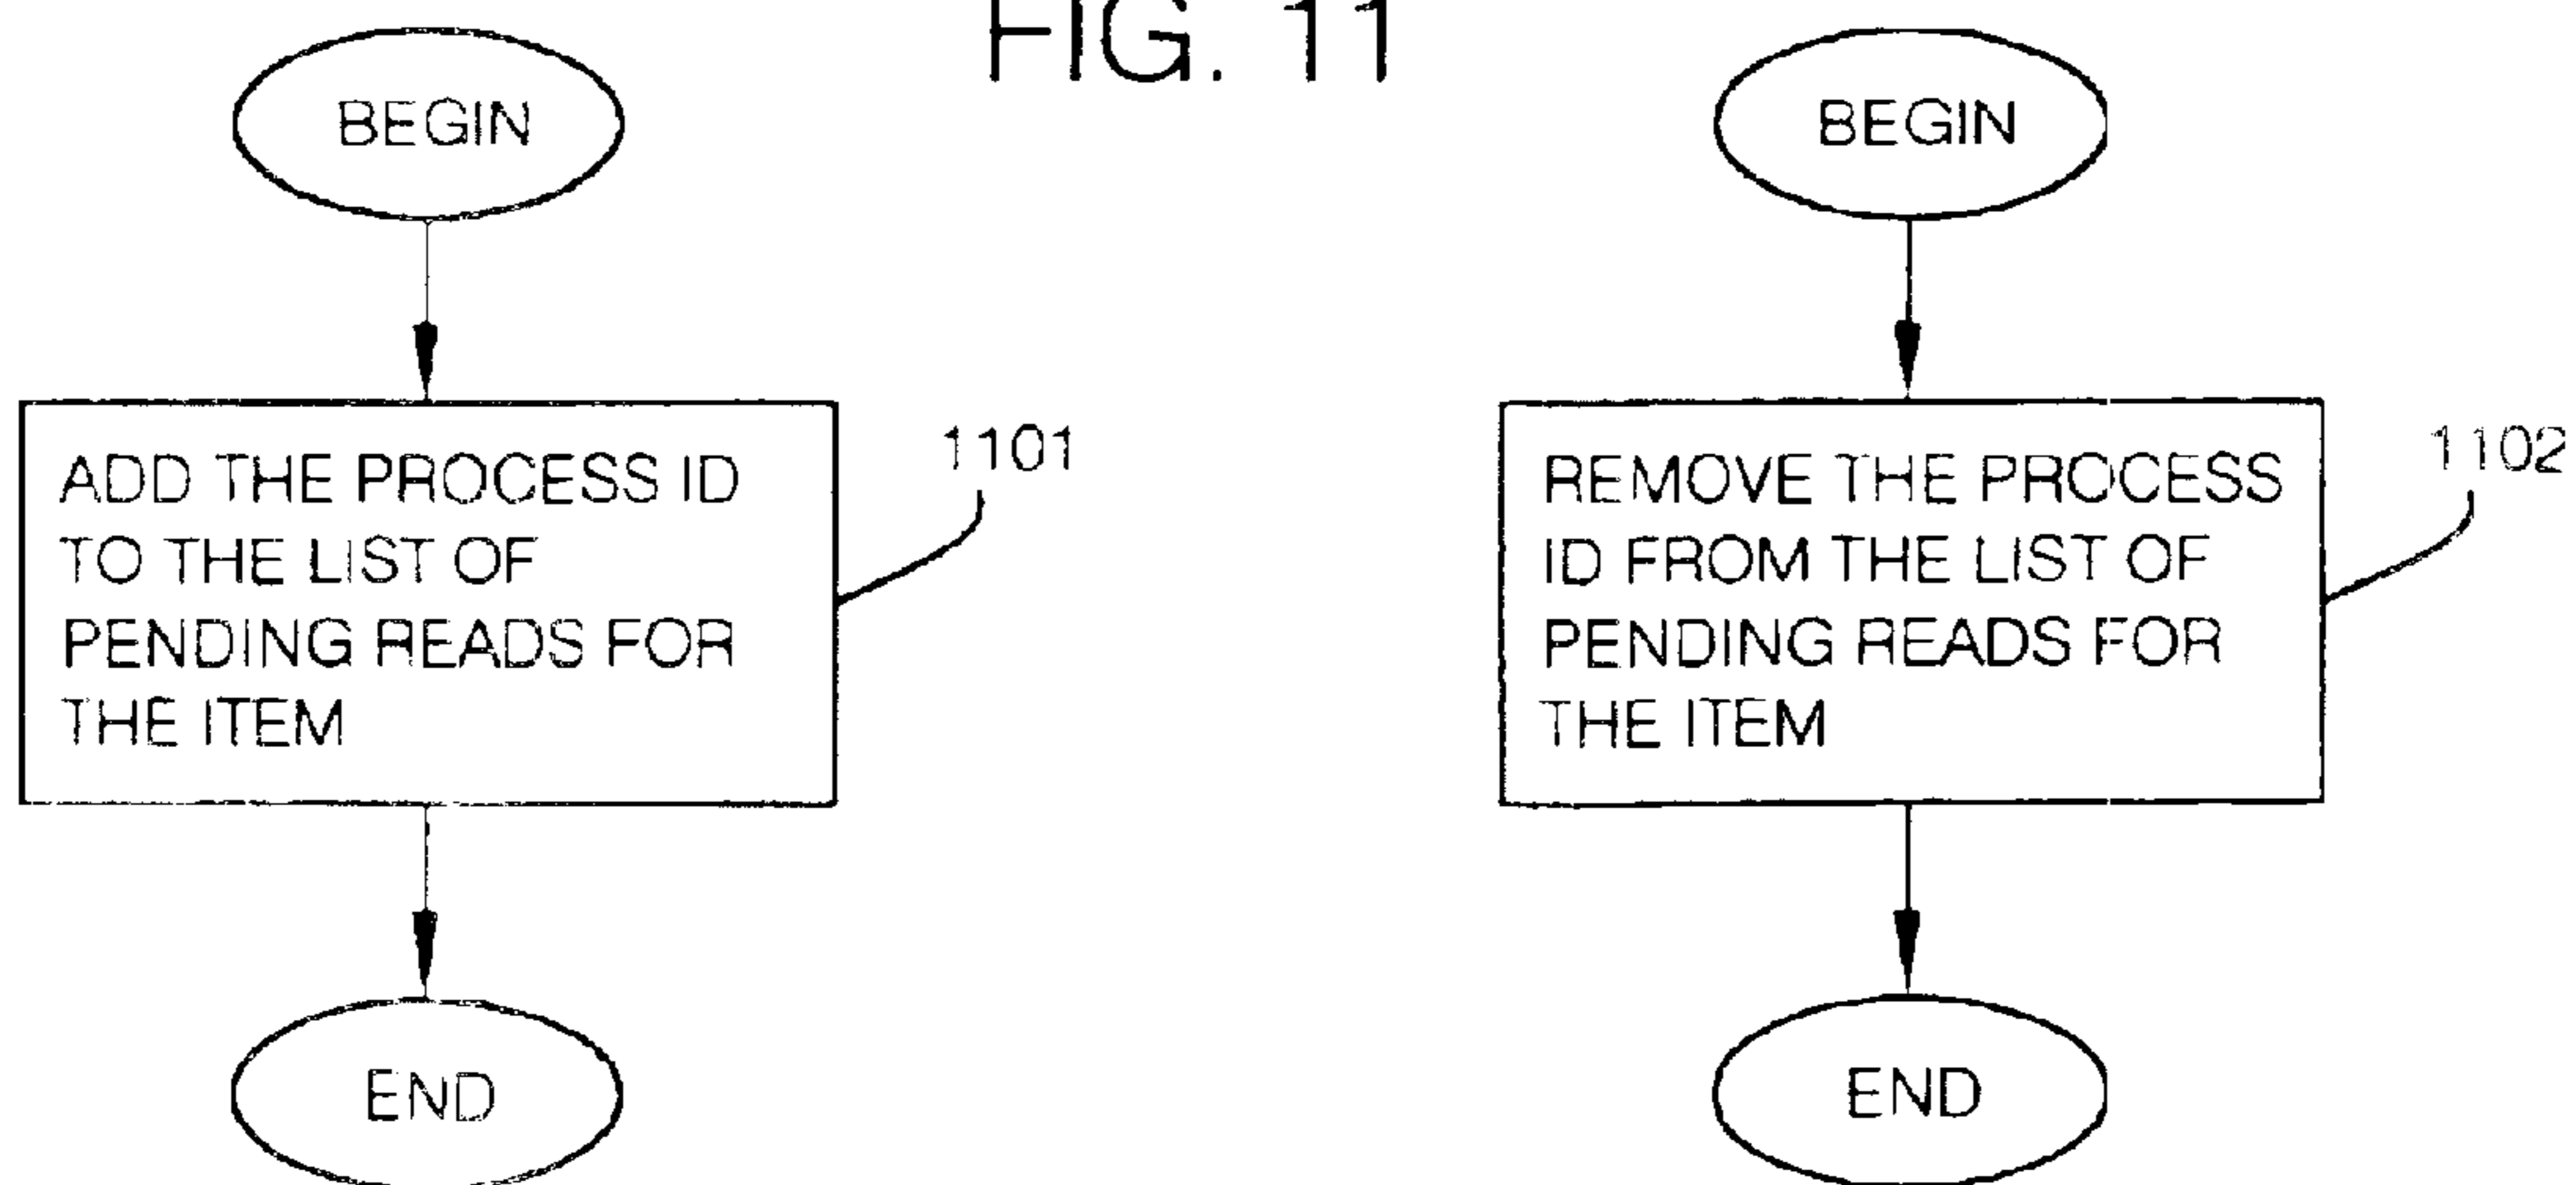 FIG. 11
BEGIN
ADD THE PROCESS ID
TO THE LIST OF
PENDING READS FOR
THE ITEM
1101
END
BEGIN
REMOVE THE PROCESS
ID FROM THE LIST OF
PENDING READS FOR
THE ITEM
1102
END